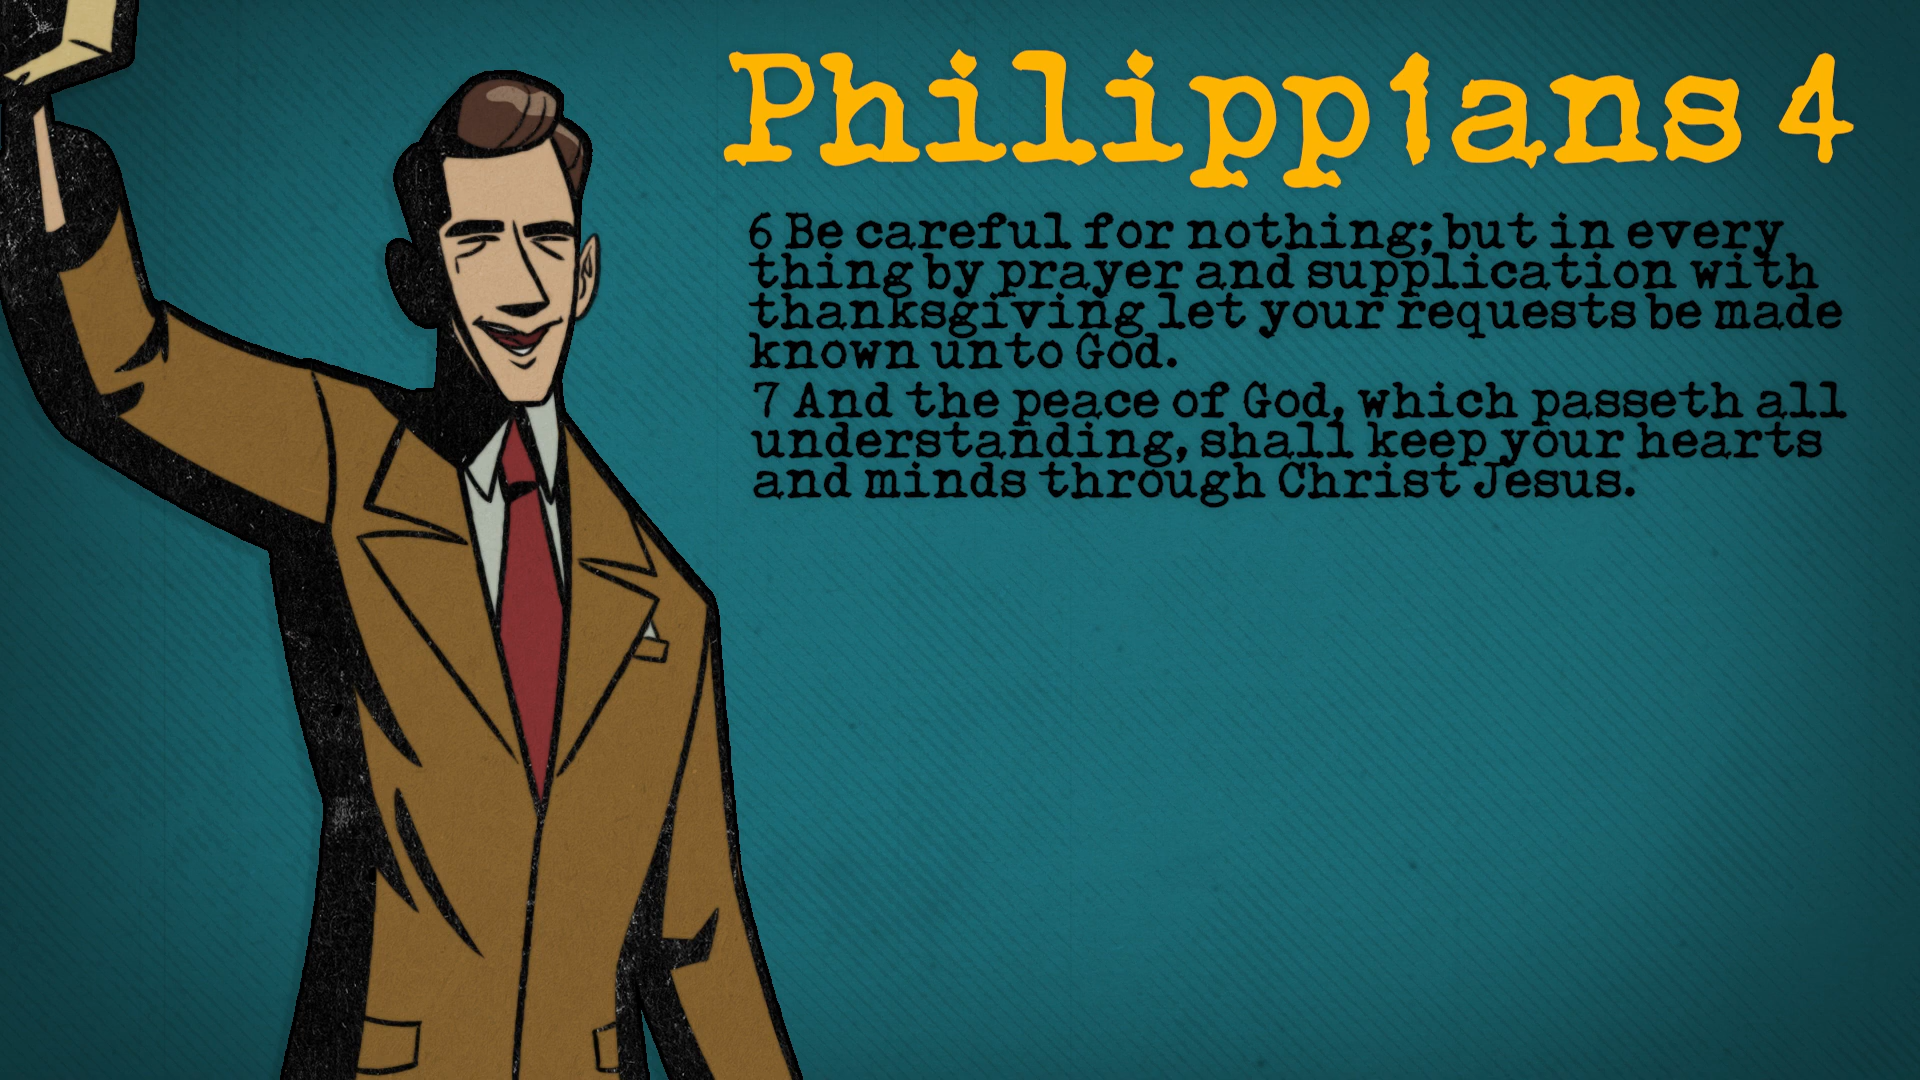 Philipp1ans 4
6 Be careful for nothing; but in every
thing by prayer and supplication with
thanksgiving let your requests be made
known unto God.
7 And the peace of God, which passeth all
understanding, shall keep your hearts
and minds through Christ Jesus.